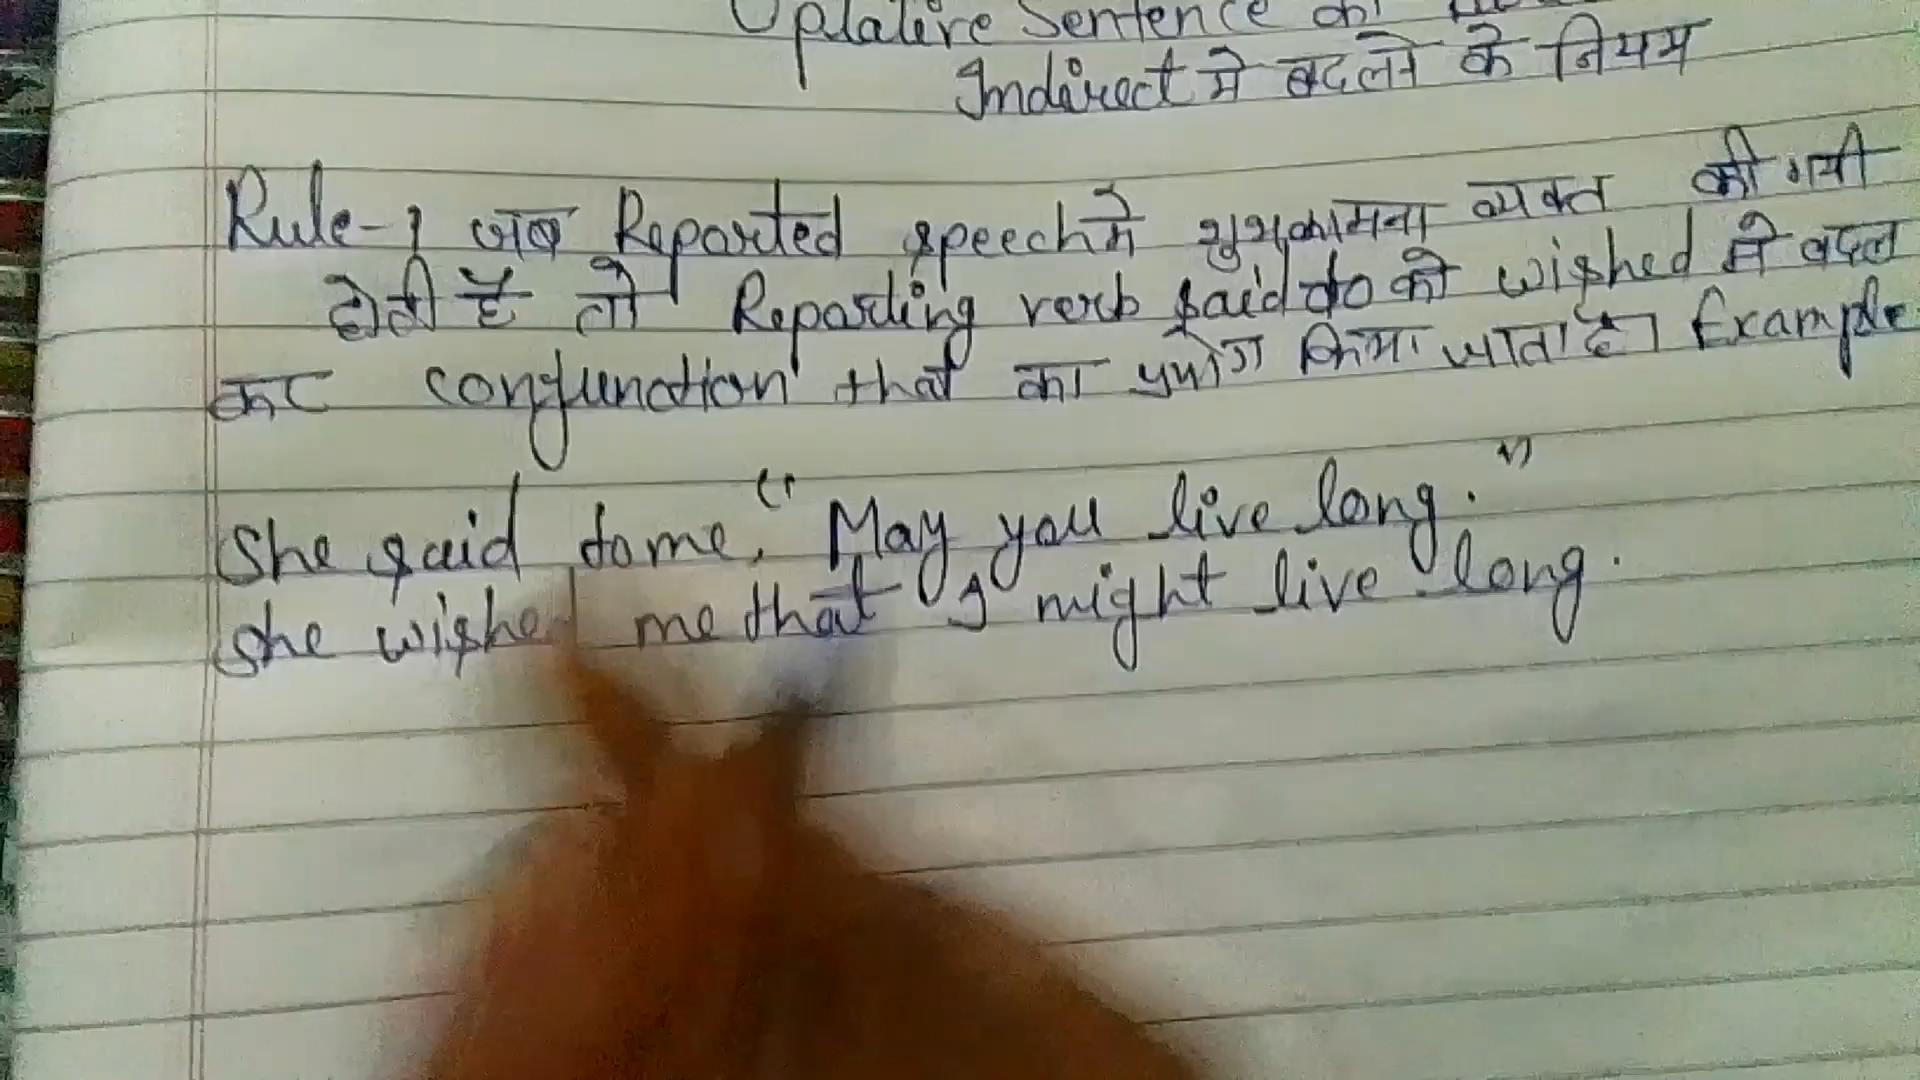 Optative Sentence को
Indirect मे बदलने के नियम
Rule-1 जब Reported speech मे शुभकामना व्यक्त की गयी
होती है तो Reporting verb said to को wished मे बदल
कर conjunction that का प्रयोग किया जाता है। Example
She said to me, "May you live long."
She wished me that I might live long.